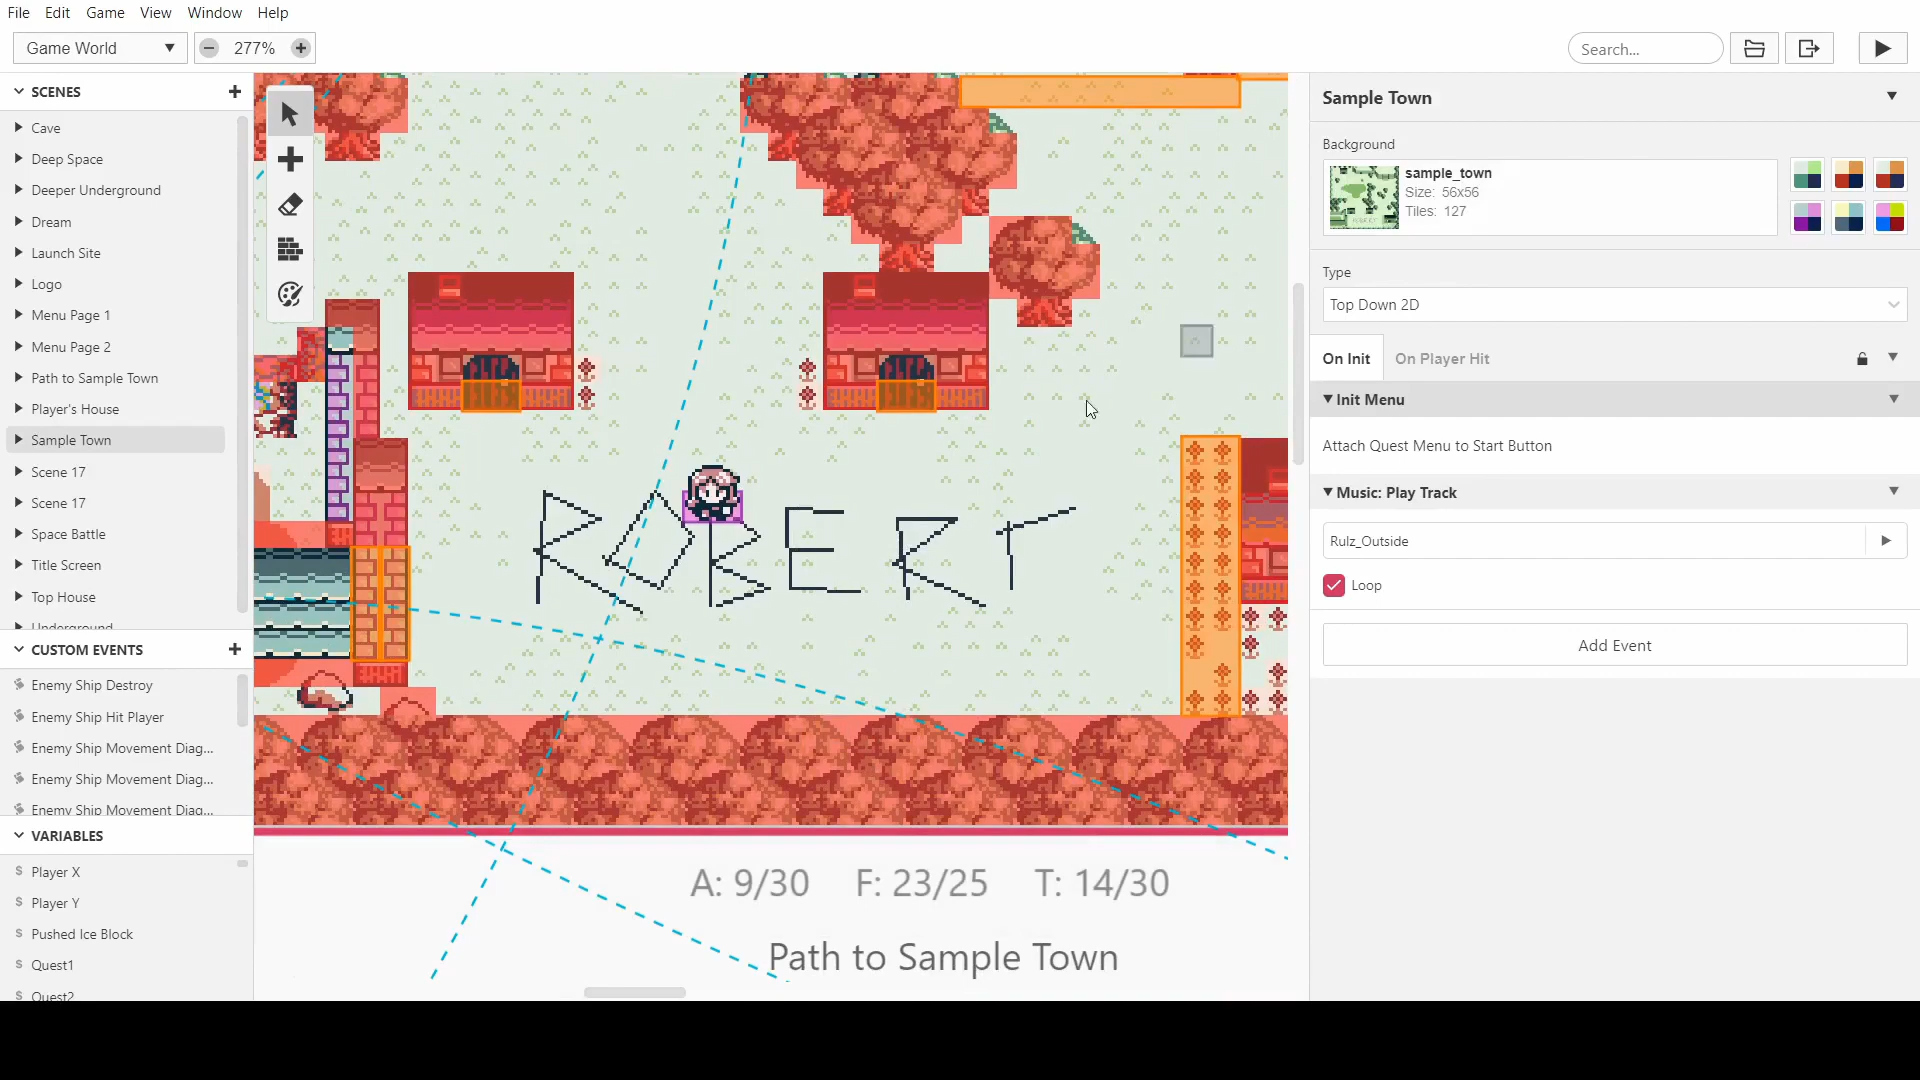 File Edit Game View Window Help
Game World 277% Search...
SCENES
Cave
Deep Space
Deeper Underground
Dream
Launch Site
Logo
Menu Page 1
Menu Page 2
Path to Sample Town
Player's House
Sample Town
Scene 17
Scene 17
Space Battle
Title Screen
Top House
Underground
CUSTOM EVENTS
Enemy Ship Destroy
Enemy Ship Hit Player
Enemy Ship Movement Diag...
Enemy Ship Movement Diag...
Enemy Ship Movement Diag...
VARIABLES
$ Player X
$ Player Y
$ Pushed Ice Block
$ Quest1
$ Quest2
ROBERT
A: 9/30 F: 23/25 T: 14/30
Path to Sample Town
Sample Town
Background
sample_town
Size: 56x56
Tiles: 127
Type
Top Down 2D
On Init On Player Hit
Init Menu
Attach Quest Menu to Start Button
Music: Play Track
Rulz_Outside
Loop
Add Event